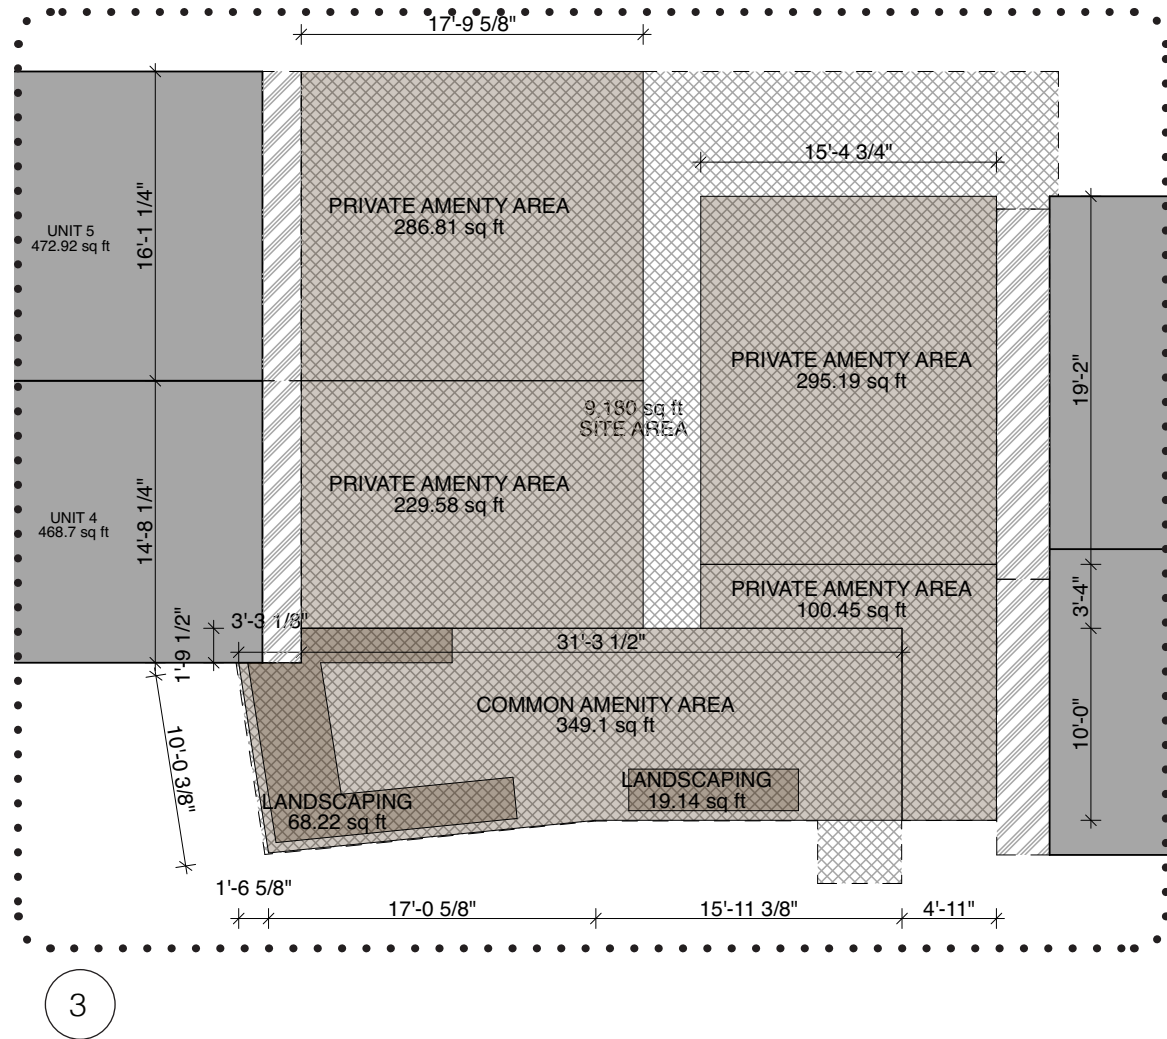 17'-9 5/8"
15'-4 3/4"
PRIVATE AMENTY AREA
286.81 sq ft
UNIT 5
472.92 sq ft
16'-1 1/4"
PRIVATE AMENTY AREA
295.19 sq ft
19'-2"
9,180 sq ft
SITE AREA
PRIVATE AMENTY AREA
229.58 sq ft
UNIT 4
468.7 sq ft
14'-8 1/4"
PRIVATE AMENTY AREA
100.45 sq ft
3'-4"
3'-3 1/8"
1'-9 1/2"
31'-3 1/2"
COMMON AMENITY AREA
349.1 sq ft
10'-0"
10'-0 3/8"
LANDSCAPING
68.22 sq ft
LANDSCAPING
19.14 sq ft
1'-6 5/8"
17'-0 5/8"
15'-11 3/8"
4'-11"
3